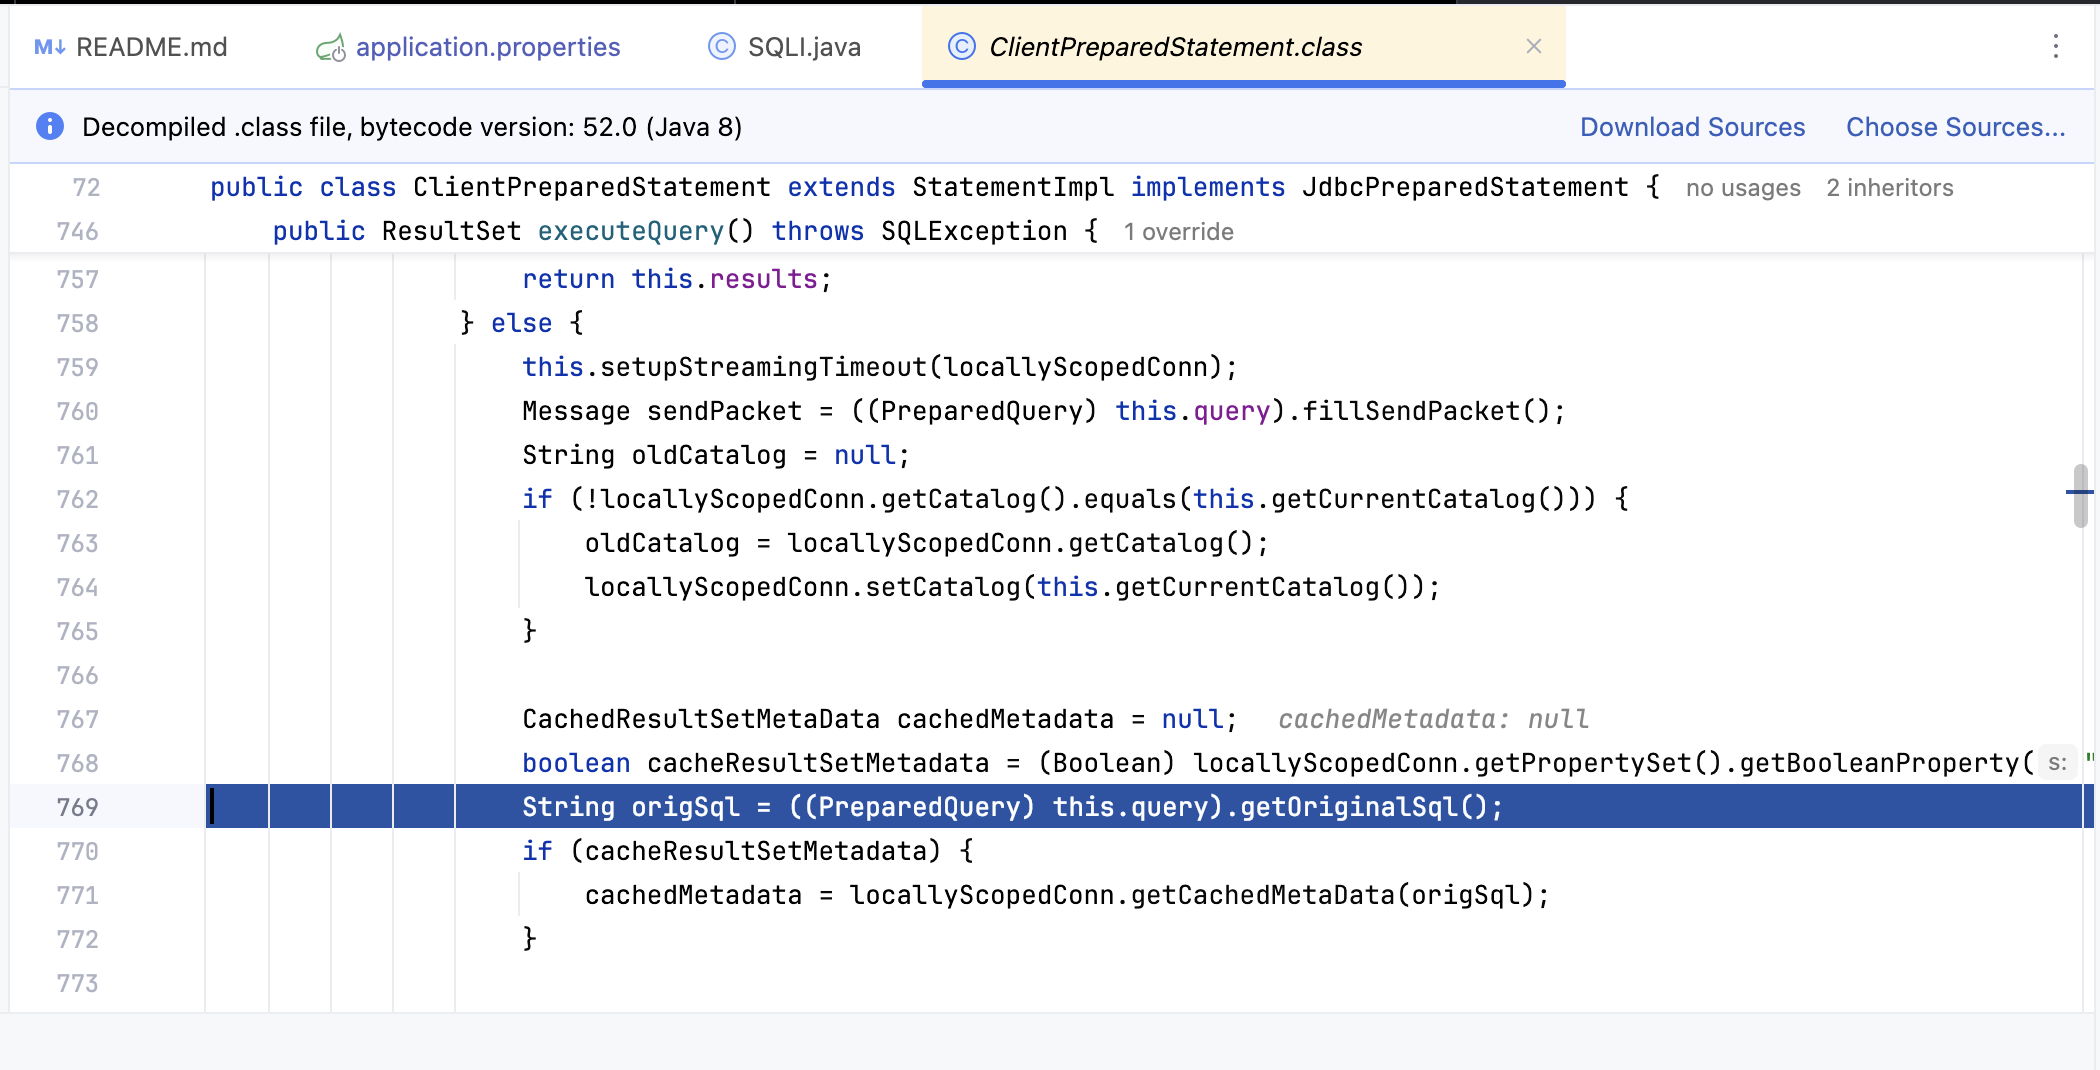 M↓ README.md application.properties SQLI.java ClientPreparedStatement.class
Decompiled .class file, bytecode version: 52.0 (Java 8) Download Sources Choose Sources...
72 public class ClientPreparedStatement extends StatementImpl implements JdbcPreparedStatement { no usages 2 inheritors
746 public ResultSet executeQuery() throws SQLException { 1 override
757 return this.results;
758 } else {
759 this.setupStreamingTimeout(locallyScopedConn);
760 Message sendPacket = ((PreparedQuery) this.query).fillSendPacket();
761 String oldCatalog = null;
762 if (!locallyScopedConn.getCatalog().equals(this.getCurrentCatalog())) {
763 oldCatalog = locallyScopedConn.getCatalog();
764 locallyScopedConn.setCatalog(this.getCurrentCatalog());
765 }
766
767 CachedResultSetMetaData cachedMetadata = null; cachedMetadata: null
768 boolean cacheResultSetMetadata = (Boolean) locallyScopedConn.getPropertySet().getBooleanProperty( s: "
769 String origSql = ((PreparedQuery) this.query).getOriginalSql();
770 if (cacheResultSetMetadata) {
771 cachedMetadata = locallyScopedConn.getCachedMetaData(origSql);
772 }
773